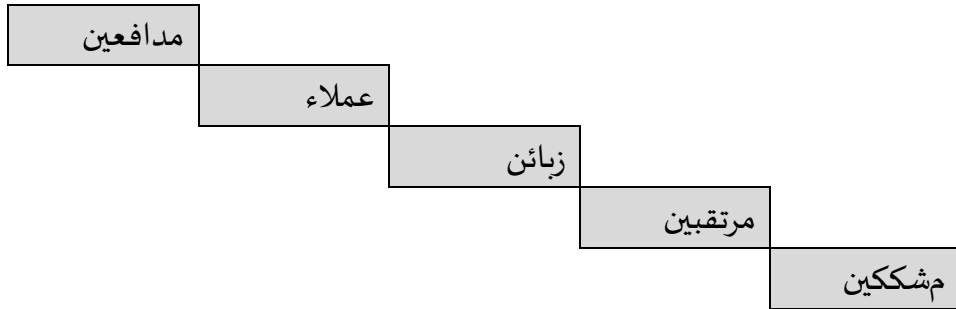 مدافعين
عملاء
زبائن
مرتقبين
مشككين